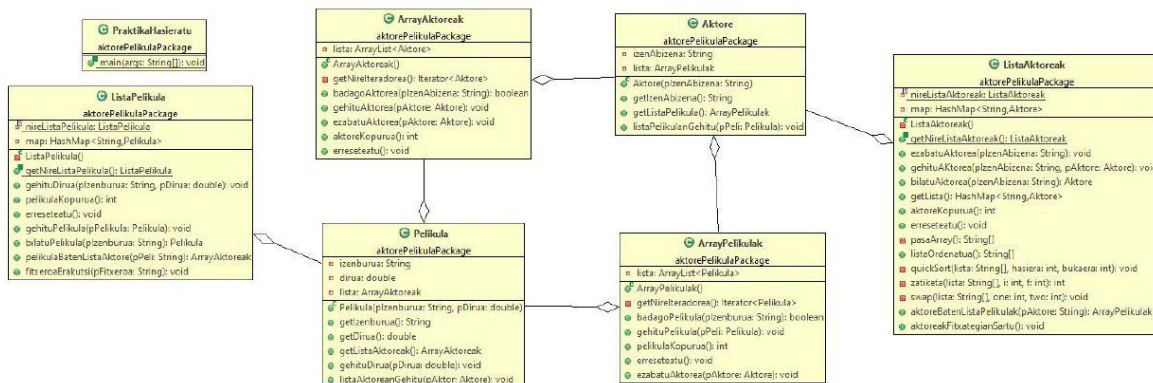 PraktikaHasieratu
aktorePelikulaPackage
main(args: String[]): void
ListaPelikula
aktorePelikulaPackage
nireListaPelikula: ListaPelikula
map: HashMap<String,Pelikula>
ListaPelikula()
getNireListaPelikula(): ListaPelikula
gehituDirua(pIzenburua: String, pDirua: double): void
pelikulaKopurua(): int
erreseteatu(): void
gehituPelikula(pPelikula: Pelikula): void
bilatuPelikula(pIzenburua: String): Pelikula
pelikulaBatenListaAktore(pPeli: String): ArrayAktoreak
fitxeroaErakutsi(pFitxeroa: String): void
ArrayAktoreak
aktorePelikulaPackage
lista: ArrayList<Aktore>
ArrayAktoreak()
getNireIteradorea(): Iterator<Aktore>
badagoAktorea(pIzenAbizena: String): boolean
gehituAktorea(pAktore: Aktore): void
ezabatuAktorea(pAktore: Aktore): void
aktoreKopurua(): int
erreseteatu(): void
Pelikula
aktorePelikulaPackage
izenburua: String
dirua: double
lista: ArrayAktoreak
Pelikula(pIzenburua: String, pDirua: double)
getIzenburua(): String
getDirua(): double
getListaAktoreak(): ArrayAktoreak
gehituDirua(pDirua: double): void
listaAktoreanGehitu(pAktor: Aktore): void
Aktore
aktorePelikulaPackage
izenAbizena: String
lista: ArrayPelikulak
Aktore(pIzenAbizena: String)
getIzenAbizena(): String
getListaPelikula(): ArrayPelikulak
listaPelikulanGehitu(pPeli: Pelikula): void
ArrayPelikulak
aktorePelikulaPackage
lista: ArrayList<Pelikula>
ArrayPelikulak()
getNireIteradorea(): Iterator<Pelikula>
badagoPelikula(pIzenburua: String): boolean
gehituPelikula(pPeli: Pelikula): void
pelikulaKopurua(): int
erreseteatu(): void
ezabatuAktorea(pAktore: Aktore): void
ListaAktoreak
aktorePelikulaPackage
nireListaAktoreak: ListaAktoreak
map: HashMap<String,Aktore>
ListaAktoreak()
getNireListaAktoreak(): ListaAktoreak
ezabatuAktorea(pIzenAbizena: String): void
gehituAKtorea(pIzenAbizena: String, pAktore: Aktore): void
bilatuAktorea(pIzenAbizena: String): Aktore
getLista(): HashMap<String,Aktore>
aktoreKopurua(): int
erreseteatu(): void
pasaArray(): String[]
listaOrdenatua(): String[]
quickSort(lista: String[], hasiera: int, bukaera: int): void
zatiketa(lista: String[], i: int, f: int): int
swap(lista: String[], one: int, two: int): void
aktoreBatenListaPelikulak(pAktore: String): ArrayPelikulak
aktoreakFitxategianSartu(): void